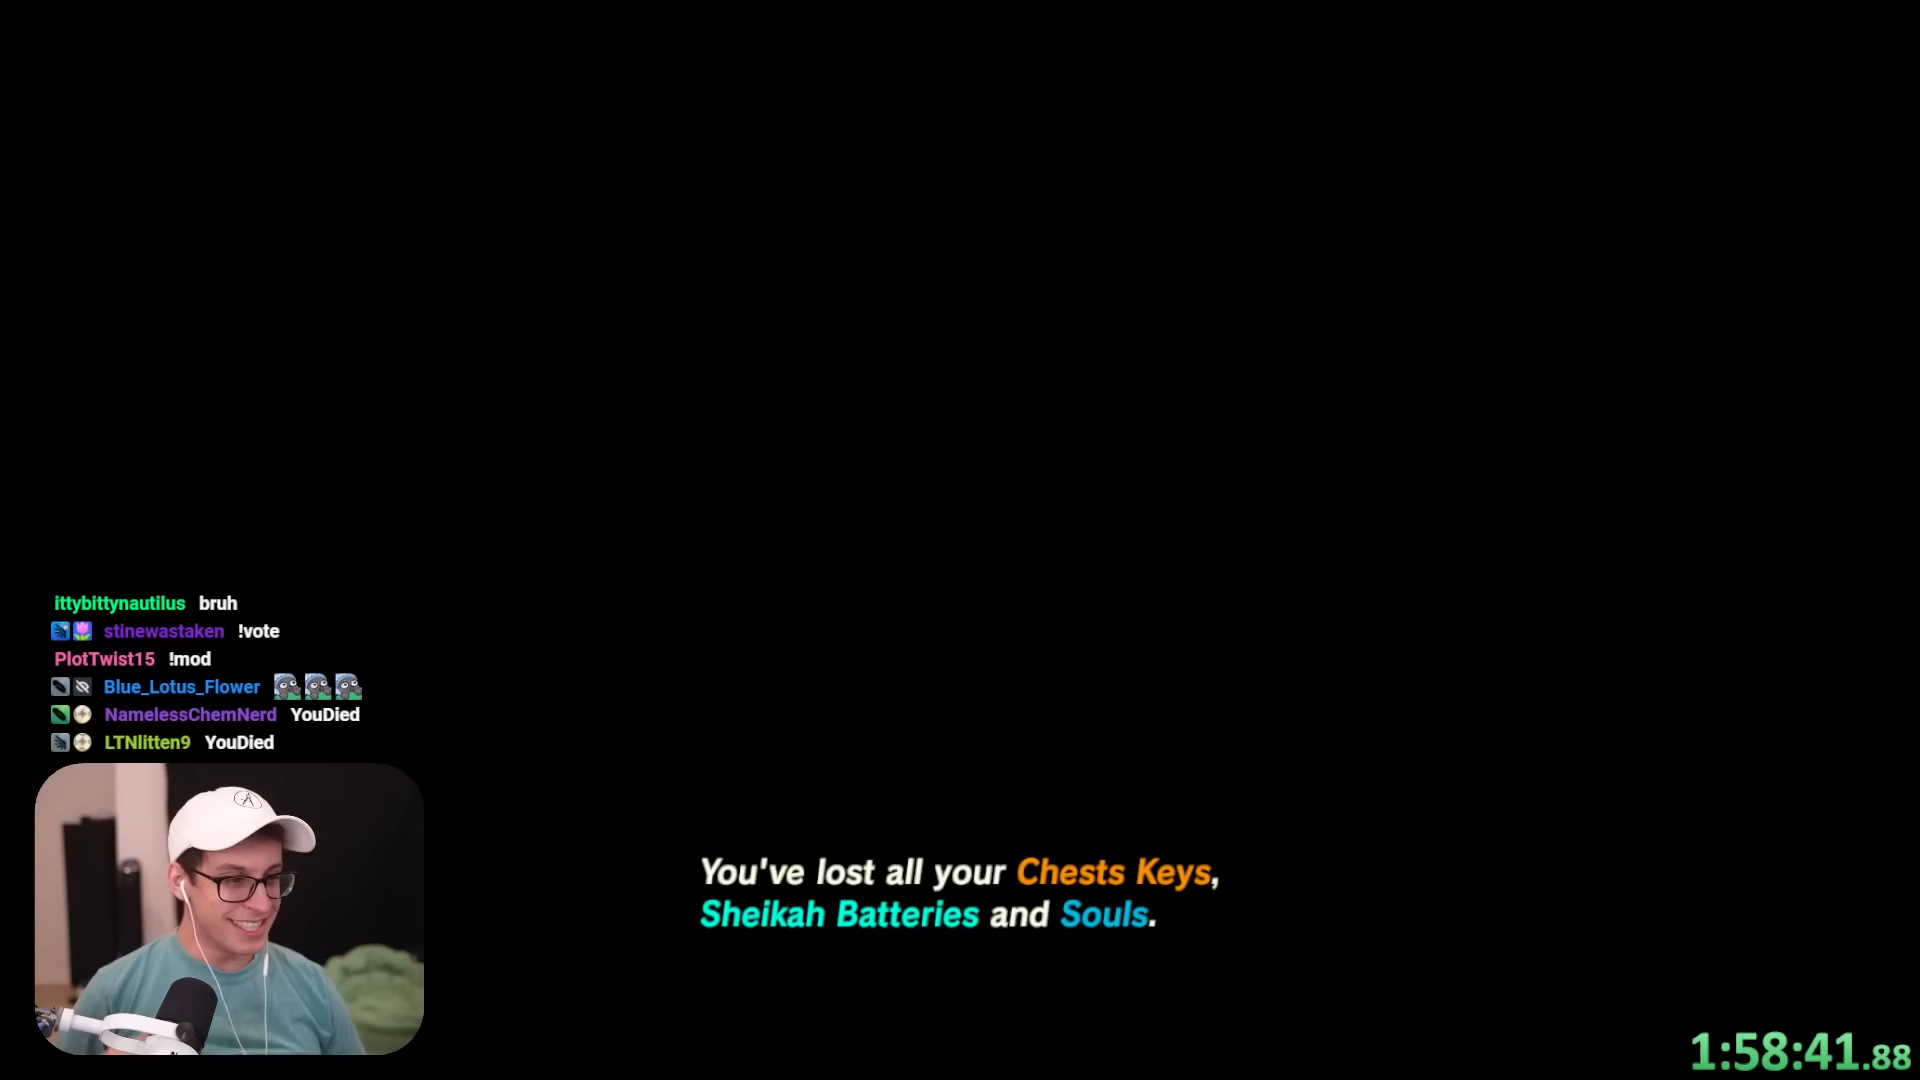 ittybittynautilus bruh
stinewastaken !vote
PlotTwist15 !mod
Blue_Lotus_Flower
NamelessChemNerd YouDied
LTNlitten9 YouDied
You've lost all your Chests Keys,
Sheikah Batteries and Souls.
1:58:41.88